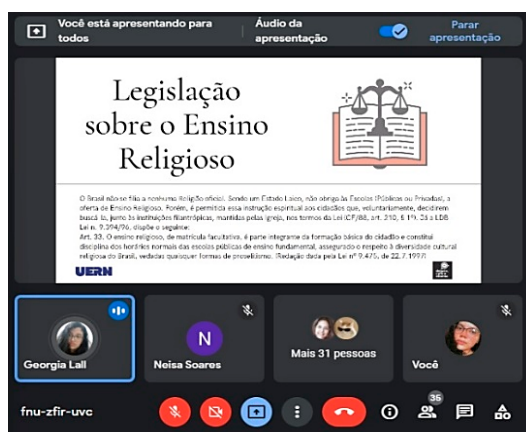 Você está apresentando para
todos
Áudio da
apresentação
Parar
apresentação
Legislação
sobre o Ensino
Religioso
O Brasil não se filia a nenhuma Religião oficial. Sendo um Estado Laico, não obriga às Escolas (Públicas ou Privadas), a
oferta de Ensino Religioso. Porém, é permitida essa instrução espiritual aos cidadãos que, voluntariamente, decidirem
buscá-la, junto às instituições filantrópicas, mantidas pelas igreja, nos termos da Lei (CF/88, art. 210, § 1º). Já a LDB
Lei n. 9.394/96, dispõe o seguinte:
Art. 33. O ensino religioso, de matrícula facultativa, é parte integrante da formação básica do cidadão e constitui
disciplina dos horários normais das escolas públicas de ensino fundamental, assegurado o respeito à diversidade cultural
religiosa do Brasil, vedadas quaisquer formas de proselitismo. (Redação dada pela Lei nº 9.475, de 22.7.1997)
UERN
Georgia Lall
N
Neisa Soares
Mais 31 pessoas
Você
fnu-zfir-uvc
35